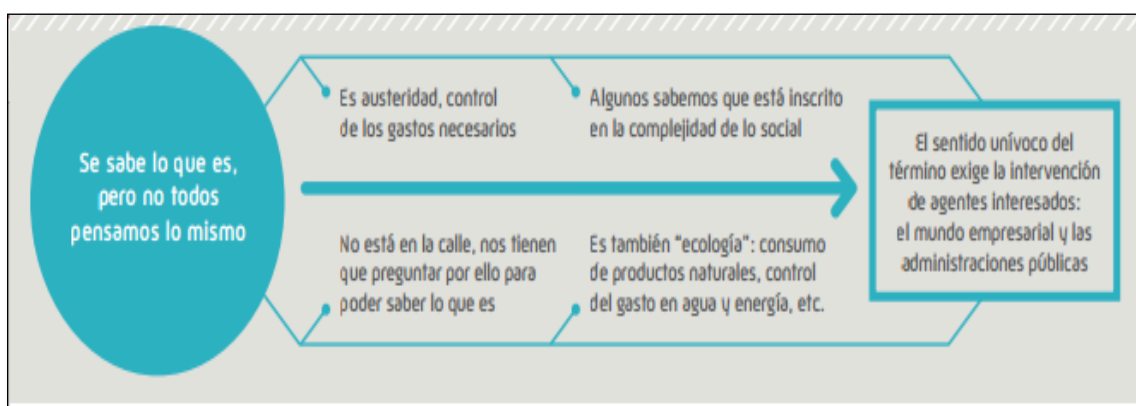 Se sabe lo que es,
pero no todos
pensamos lo mismo
Es austeridad, control
de los gastos necesarios
Algunos sabemos que está inscrito
en la complejidad de lo social
No está en la calle, nos tienen
que preguntar por ello para
poder saber lo que es
Es también “ecología”: consumo
de productos naturales, control
del gasto en agua y energía, etc.
El sentido unívoco del
término exige la intervención
de agentes interesados:
el mundo empresarial y las
administraciones públicas